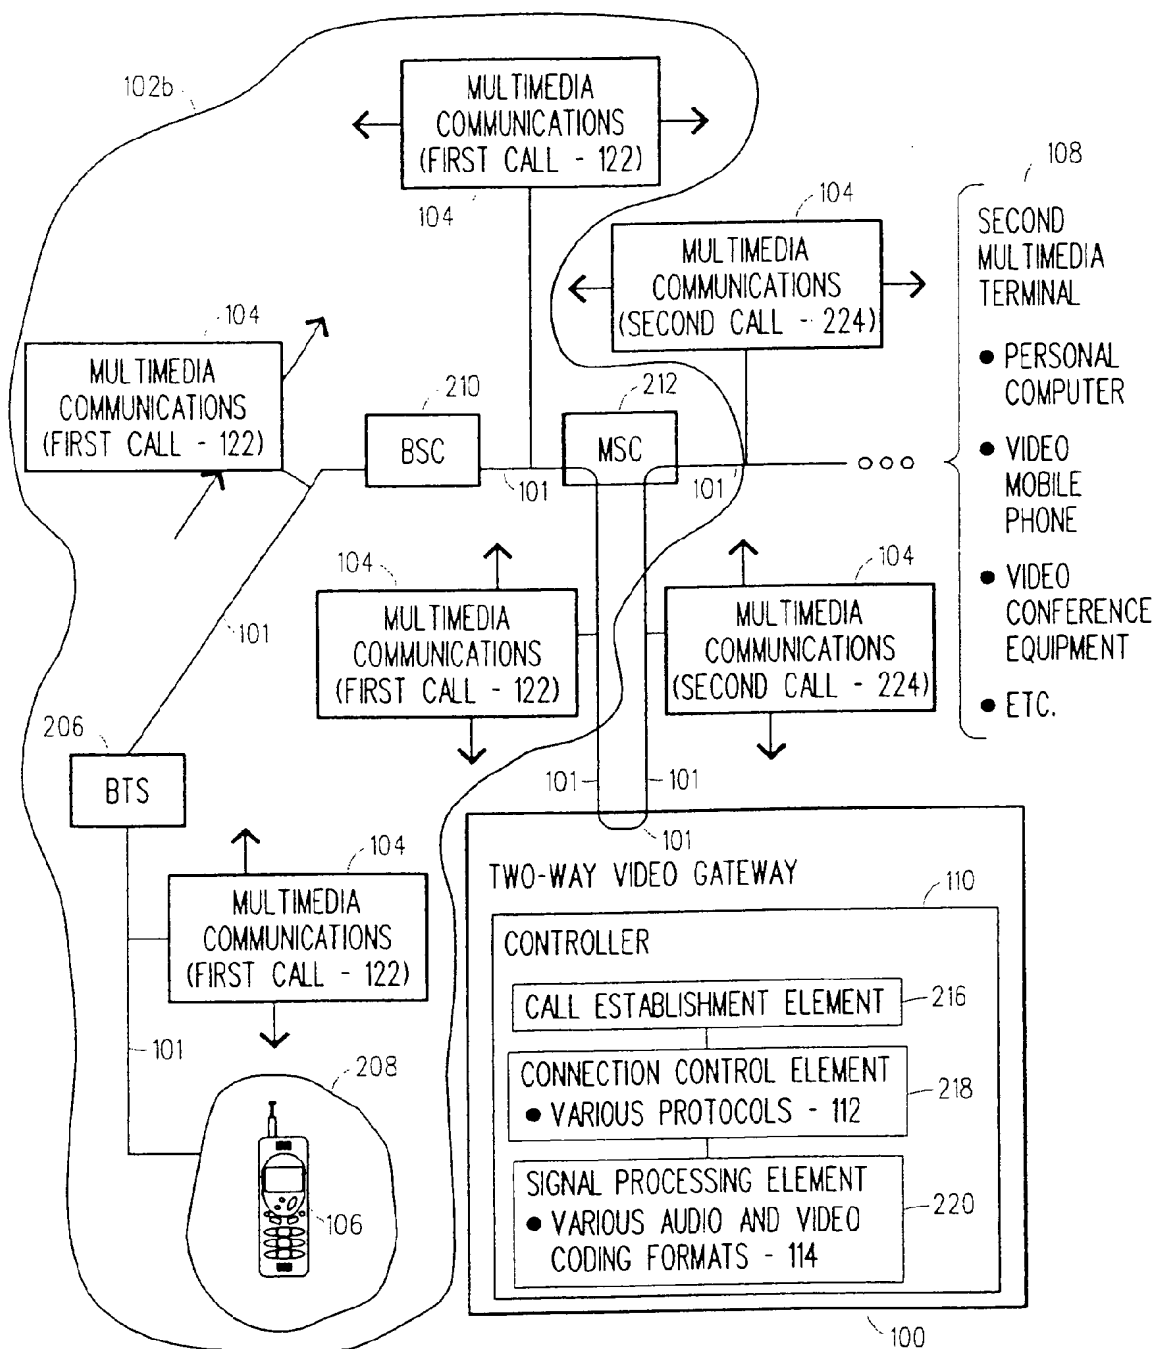 102b
MULTIMEDIA
COMMUNICATIONS
(FIRST CALL - 122)
104
108
SECOND
MULTIMEDIA
TERMINAL
● PERSONAL
COMPUTER
● VIDEO
MOBILE
PHONE
● VIDEO
CONFERENCE
EQUIPMENT
● ETC.
104
MULTIMEDIA
COMMUNICATIONS
(SECOND CALL - 224)
104
MULTIMEDIA
COMMUNICATIONS
(FIRST CALL - 122)
210
BSC
212
MSC
101
101
101
104
MULTIMEDIA
COMMUNICATIONS
(FIRST CALL - 122)
104
MULTIMEDIA
COMMUNICATIONS
(SECOND CALL - 224)
206
BTS
101
101
101
104
MULTIMEDIA
COMMUNICATIONS
(FIRST CALL - 122)
101
208
106
TWO-WAY VIDEO GATEWAY
110
CONTROLLER
CALL ESTABLISHMENT ELEMENT
216
CONNECTION CONTROL ELEMENT
● VARIOUS PROTOCOLS - 112
218
SIGNAL PROCESSING ELEMENT
● VARIOUS AUDIO AND VIDEO
CODING FORMATS - 114
220
100